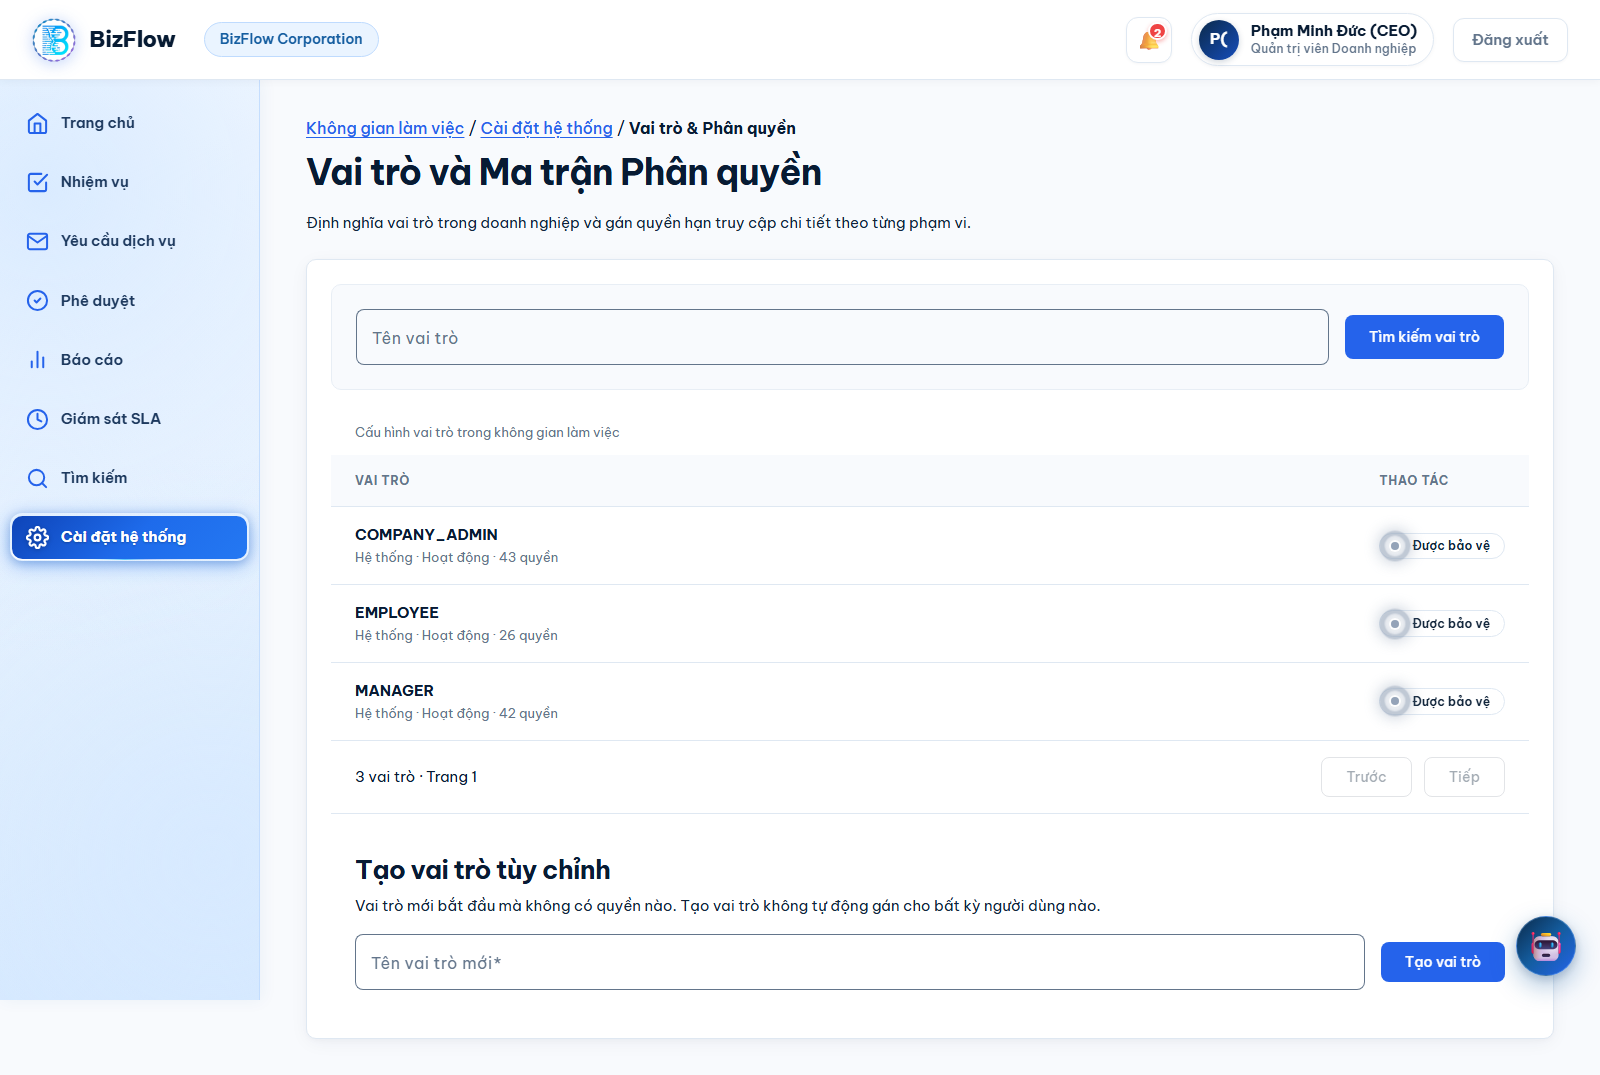 BizFlow
BizFlow Corporation
2
P(
Phạm Minh Đức (CEO)
Quản trị viên Doanh nghiệp
Đăng xuất
Trang chủ
Nhiệm vụ
Yêu cầu dịch vụ
Phê duyệt
Báo cáo
Giám sát SLA
Tìm kiếm
Cài đặt hệ thống
Không gian làm việc / Cài đặt hệ thống / Vai trò & Phân quyền
Vai trò và Ma trận Phân quyền
Định nghĩa vai trò trong doanh nghiệp và gán quyền hạn truy cập chi tiết theo từng phạm vi.
Tên vai trò
Tìm kiếm vai trò
Cấu hình vai trò trong không gian làm việc
VAI TRÒ
THAO TÁC
COMPANY_ADMIN
Hệ thống · Hoạt động · 43 quyền
Được bảo vệ
EMPLOYEE
Hệ thống · Hoạt động · 26 quyền
Được bảo vệ
MANAGER
Hệ thống · Hoạt động · 42 quyền
Được bảo vệ
3 vai trò · Trang 1
Trước
Tiếp
Tạo vai trò tùy chỉnh
Vai trò mới bắt đầu mà không có quyền nào. Tạo vai trò không tự động gán cho bất kỳ người dùng nào.
Tên vai trò mới*
Tạo vai trò